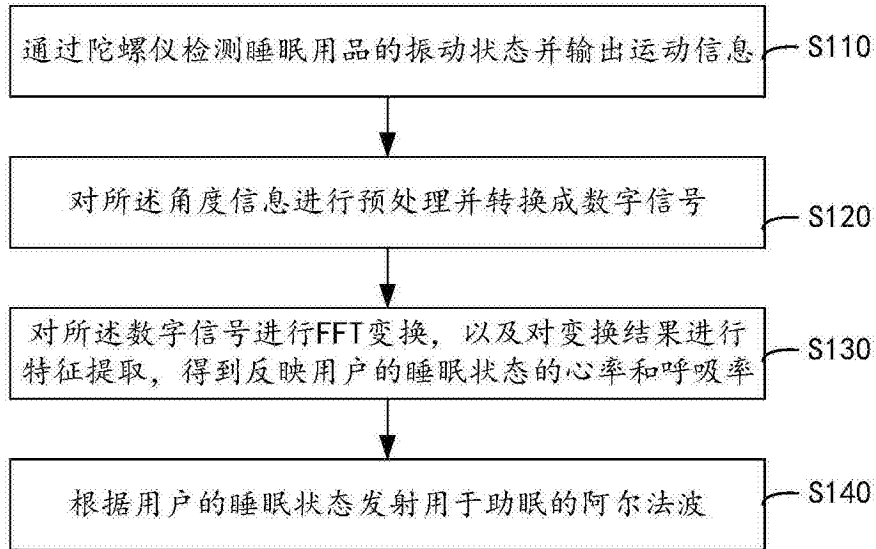 通过陀螺仪检测睡眠用品的振动状态并输出运动信息
S110
对所述角度信息进行预处理并转换成数字信号
S120
对所述数字信号进行FFT变换，以及对变换结果进行
特征提取，得到反映用户的睡眠状态的心率和呼吸率
S130
根据用户的睡眠状态发射用于助眠的阿尔法波
S140